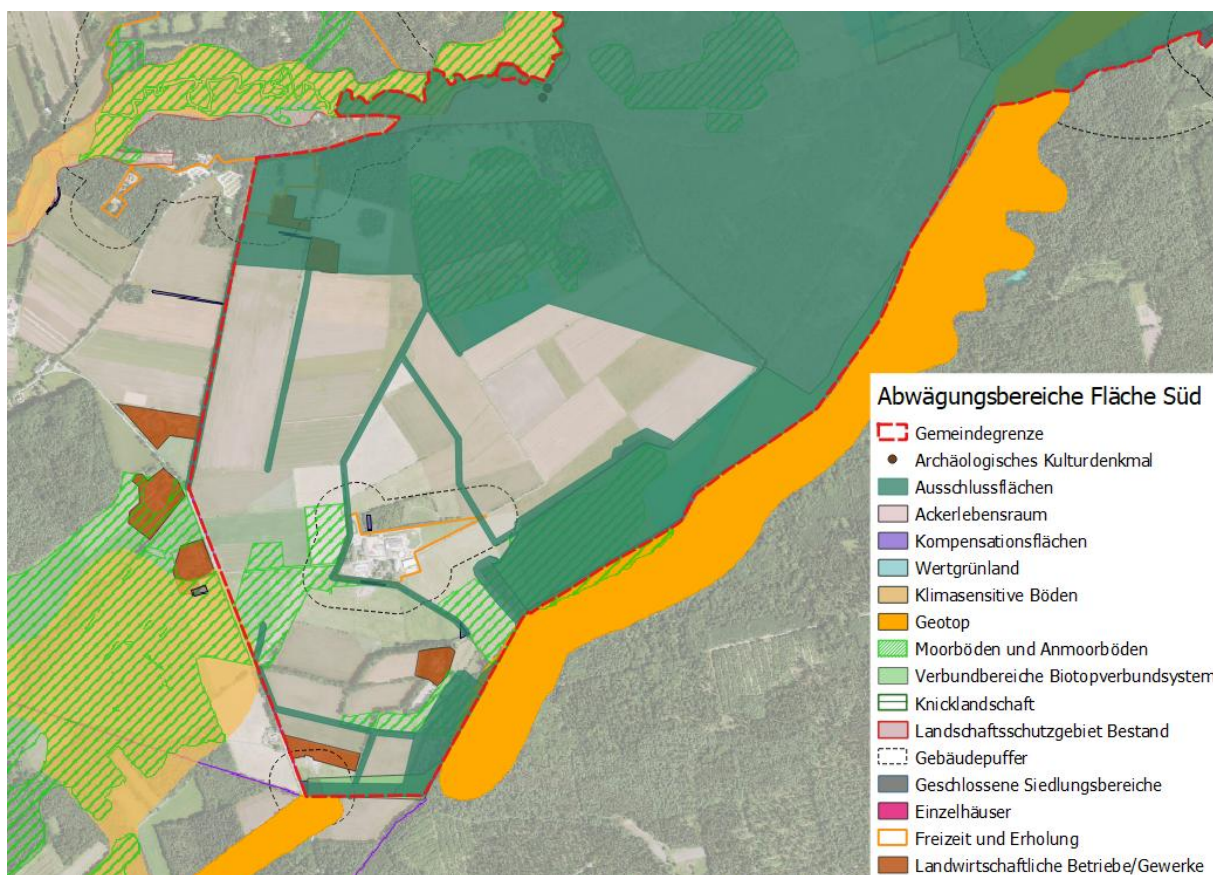 Abwägungsbereiche Fläche Süd
Gemeindegrenze
Archäologisches Kulturdenkmal
Ausschlussflächen
Ackerlebensraum
Kompensationsflächen
Wertgrünland
Klimasensitive Böden
Geotop
Moorböden und Anmoorböden
Verbundbereiche Biotopverbundsystem
Knicklandschaft
Landschaftsschutzgebiet Bestand
Gebäudepuffer
Geschlossene Siedlungsbereiche
Einzelhäuser
Freizeit und Erholung
Landwirtschaftliche Betriebe/Gewerke